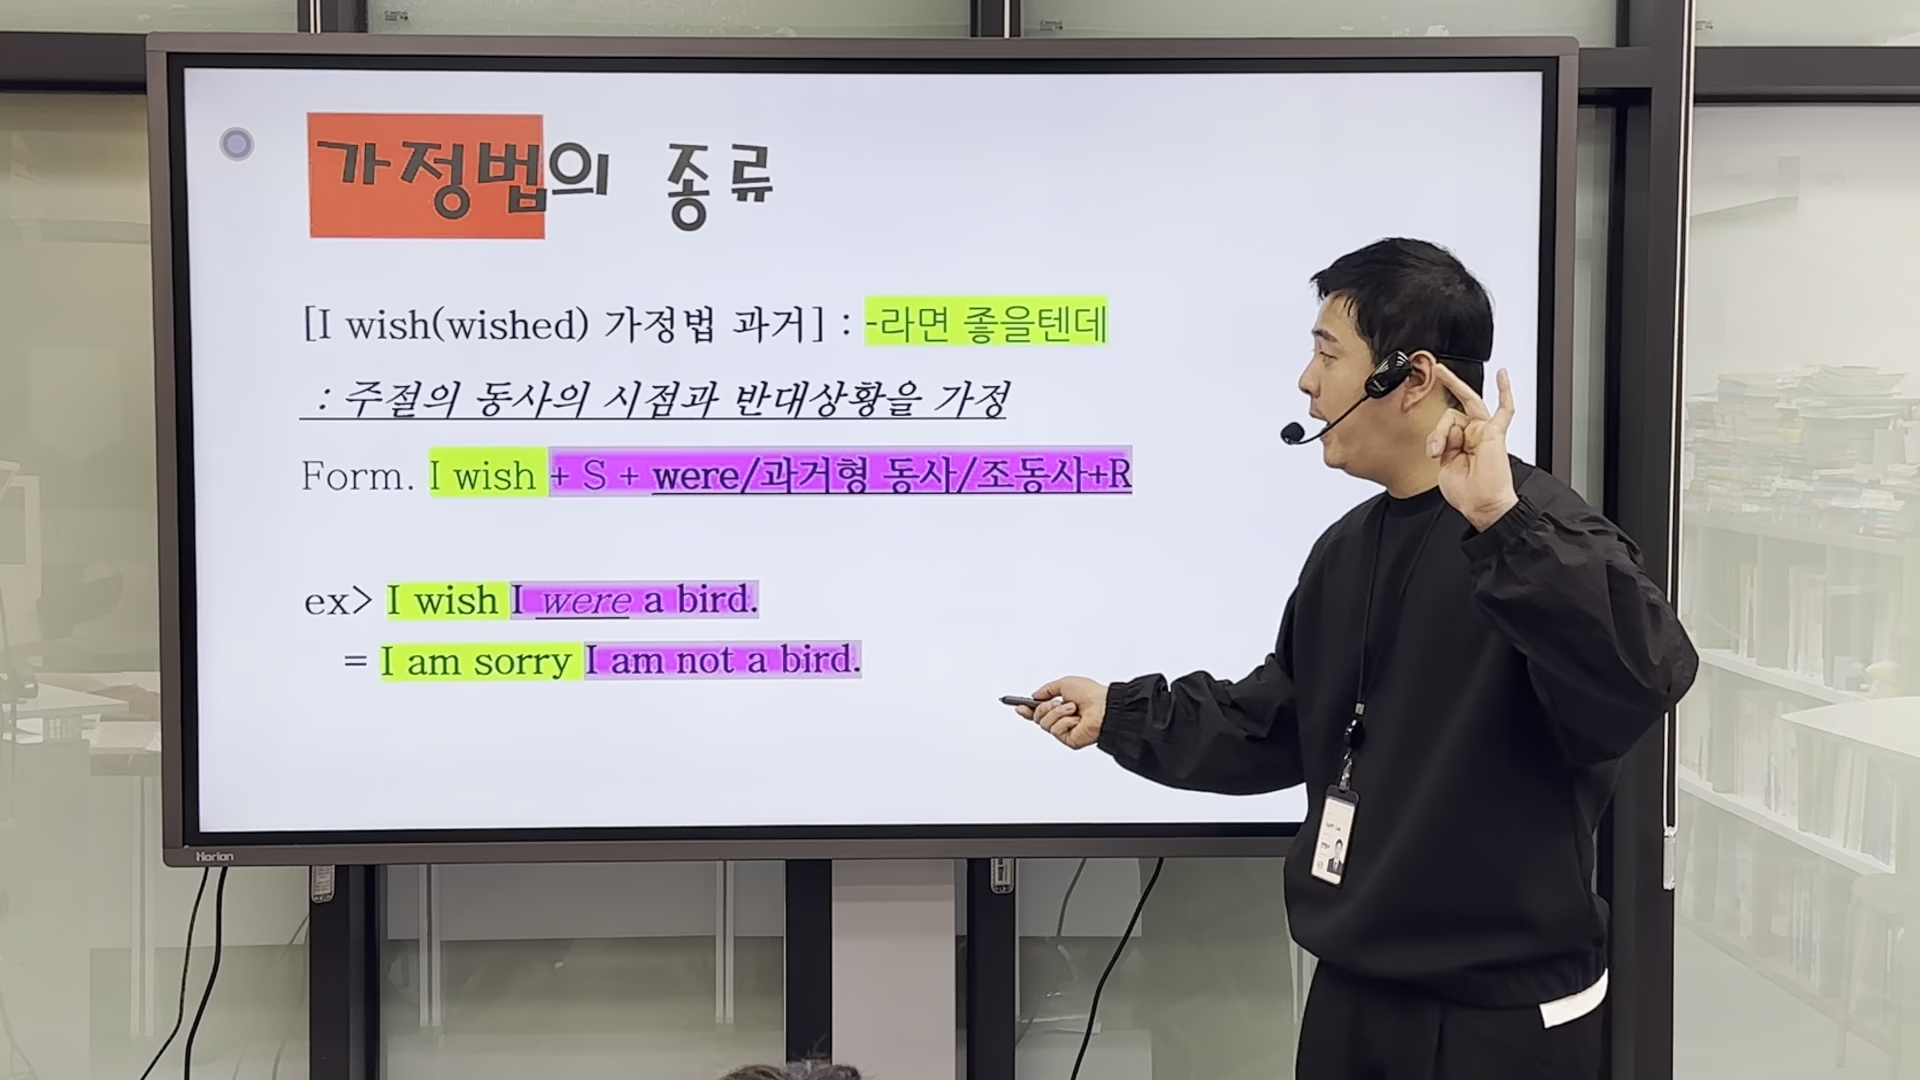 가정법의 종류
[I wish(wished) 가정법 과거] : -라면 좋을텐데
: 주절의 동사의 시점과 반대상황을 가정
Form. I wish + S + were/과거형 동사/조동사+R
ex> I wish I were a bird.
= I am sorry I am not a bird.
Horion